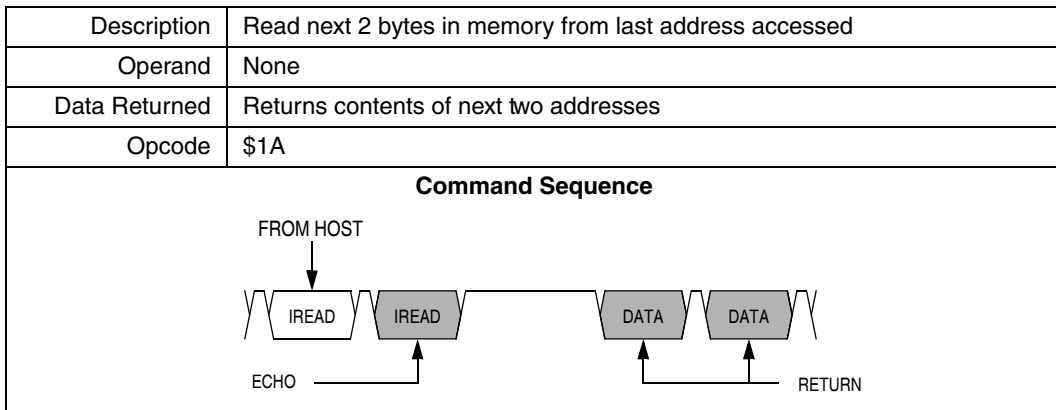 Description Read next 2 bytes in memory from last address accessed
Operand None
Data Returned Returns contents of next two addresses
Opcode $1A
Command Sequence
FROM HOST
IREAD IREAD DATA DATA
ECHO RETURN